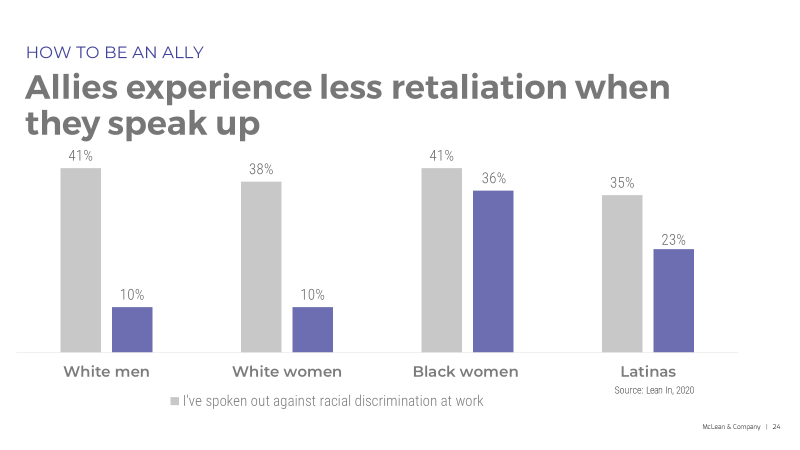 HOW TO BE AN ALLY
Allies experience less retaliation when
they speak up
41%
10%
38%
10%
41%
36%
35%
23%
White men
White women
Black women
Latinas
Source: Lean In, 2020
I've spoken out against racial discrimination at work
McLean & Company | 24